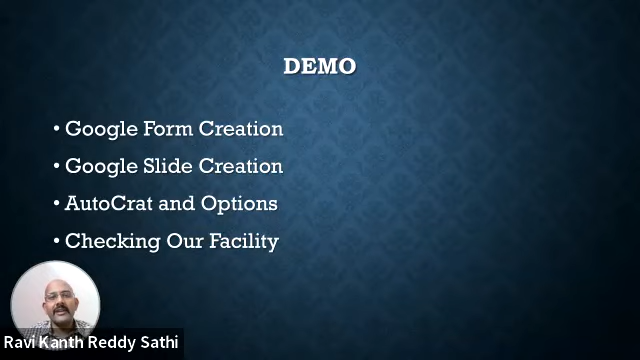 DEMO
• Google Form Creation
• Google Slide Creation
• AutoCrat and Options
• Checking Our Facility
Ravi Kanth Reddy Sathi